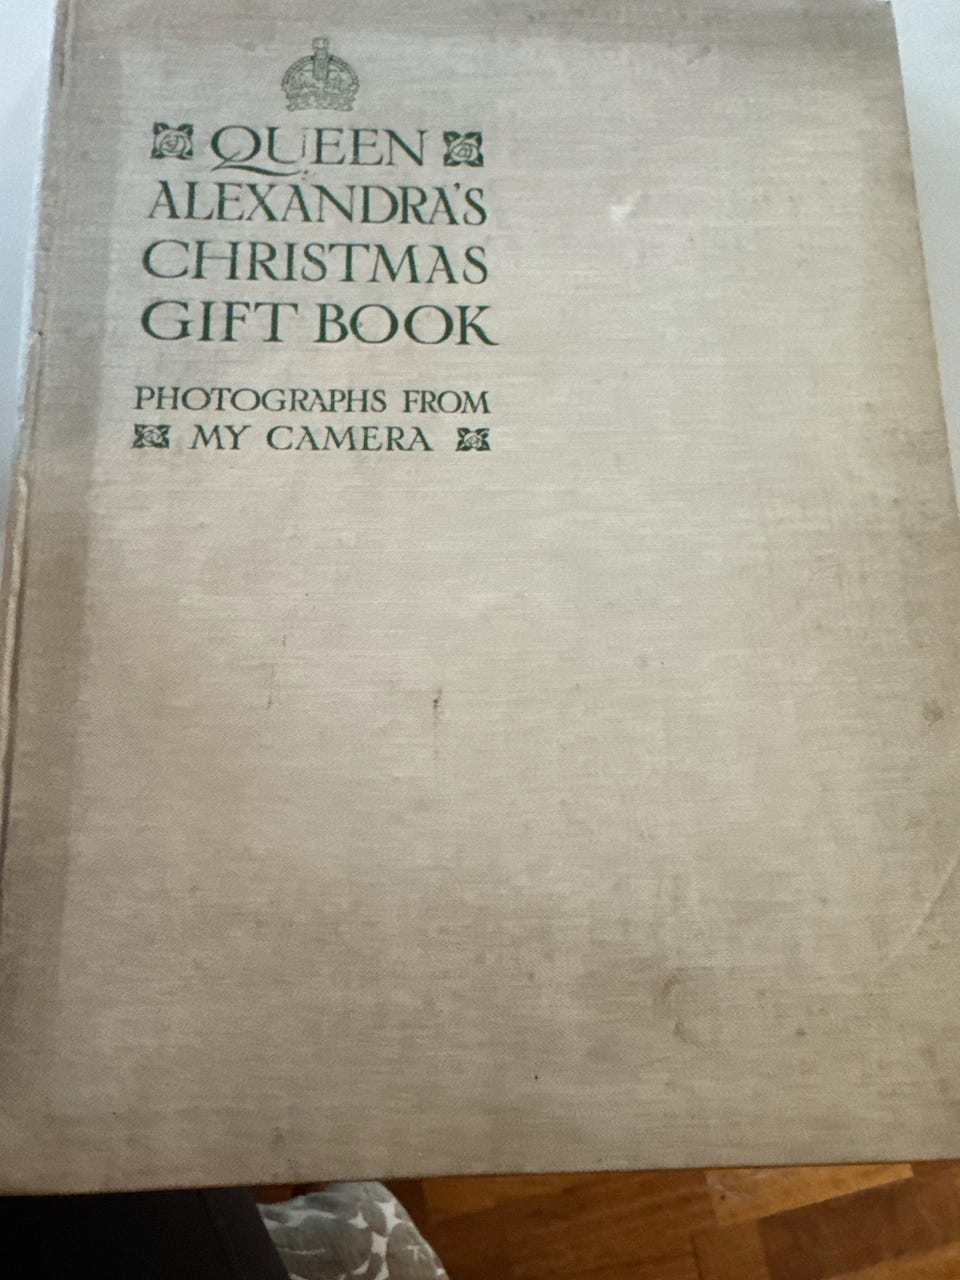 QUEEN
ALEXANDRA'S
CHRISTMAS
GIFT BOOK
PHOTOGRAPHS FROM
MY CAMERA